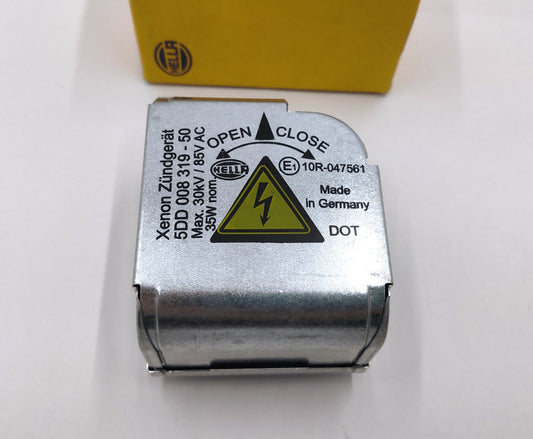 HELLA
OPEN CLOSE
Xenon Zündgerät
5DD 008 319 - 50
Max. 30kV / 85V AC
35W nom.
HELLA
E1 10R-047561
Made
in Germany
DOT